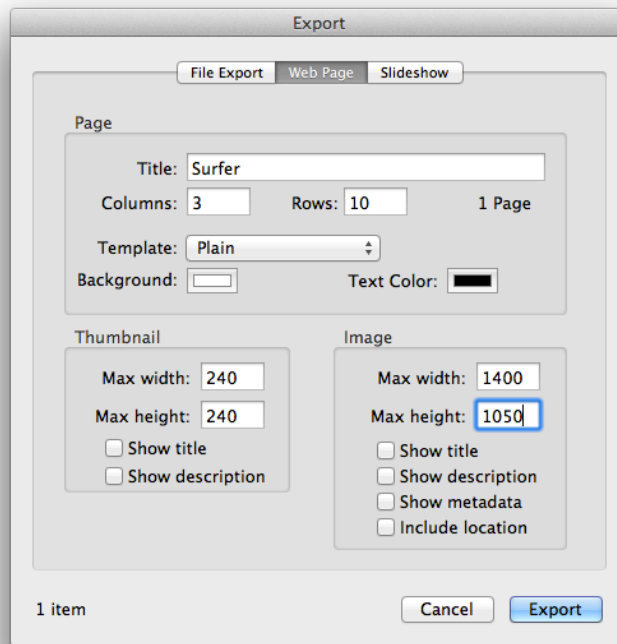 Export
File Export Web Page Slideshow
Page
Title: Surfer
Columns: 3 Rows: 10 1 Page
Template: Plain
Background: Text Color:
Thumbnail
Max width: 240
Max height: 240
Show title
Show description
Image
Max width: 1400
Max height: 1050
Show title
Show description
Show metadata
Include location
1 item Cancel Export